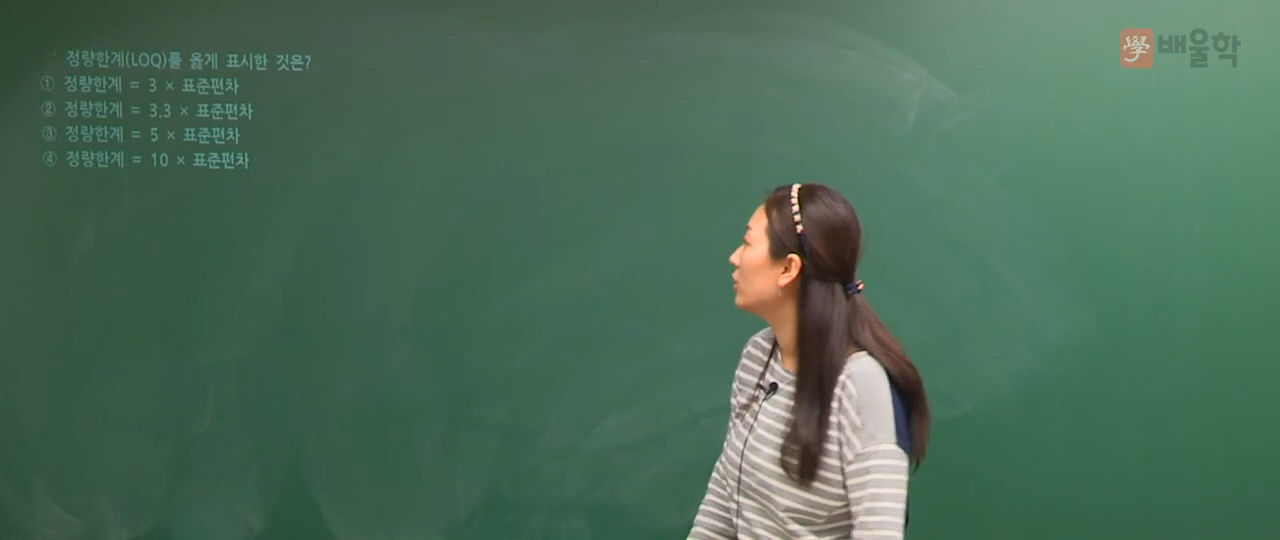 정량한계(LOQ)를 옳게 표시한 것은?
① 정량한계 = 3 × 표준편차
② 정량한계 = 3.3 × 표준편차
③ 정량한계 = 5 × 표준편차
④ 정량한계 = 10 × 표준편차
學 배울학